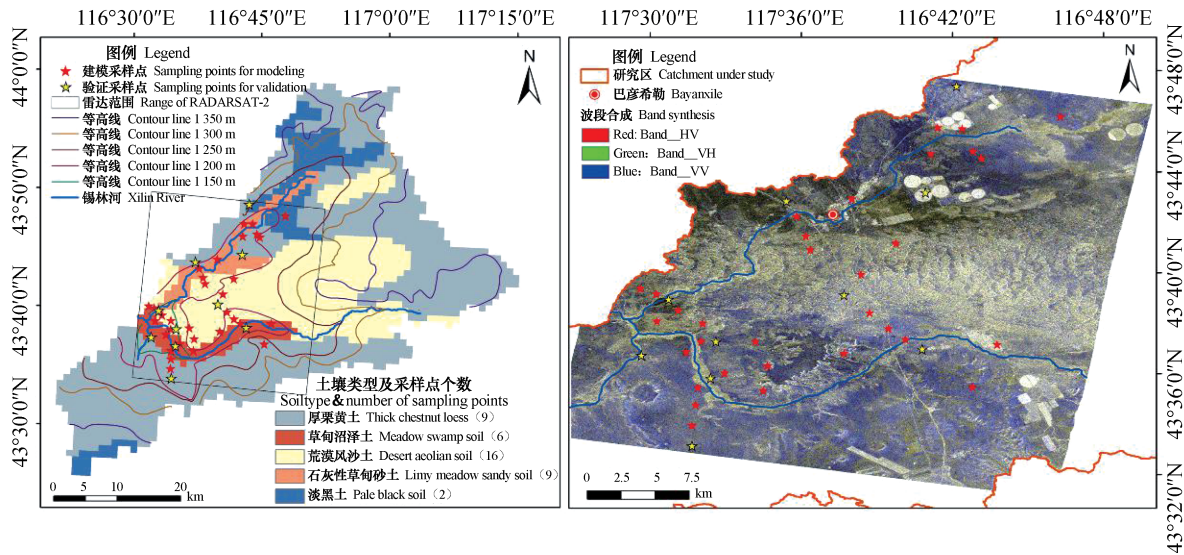 116°30′0″E 116°45′0″E 117°0′0″E 117°15′0″E
44°0′0″N
43°50′0″N
43°40′0″N
43°30′0″N
图例 Legend
建模采样点 Sampling points for modeling
验证采样点 Sampling points for validation
雷达范围 Range of RADARSAT-2
等高线 Contour line 1 350 m
等高线 Contour line 1 300 m
等高线 Contour line 1 250 m
等高线 Contour line 1 200 m
等高线 Contour line 1 150 m
锡林河 Xilin River
N
土壤类型及采样点个数
Soiltype＆number of sampling points
厚栗黄土 Thick chestnut loess（9）
草甸沼泽土 Meadow swamp soil（6）
荒漠风沙土 Desert aeolian soil（16）
石灰性草甸砂土 Limy meadow sandy soil（9）
淡黑土 Pale black soil（2）
0 5 10 20
km
117°30′0″E 117°36′0″E 116°42′0″E 116°48′0″E
43°48′0″N
43°44′0″N
43°40′0″N
43°36′0″N
43°32′0″N
图例 Legend
研究区 Catchment under study
巴彦希勒 Bayanxile
波段合成 Band synthesis
Red: Band__HV
Green：Band__VH
Blue：Band__VV
N
0 2.5 5 7.5
km